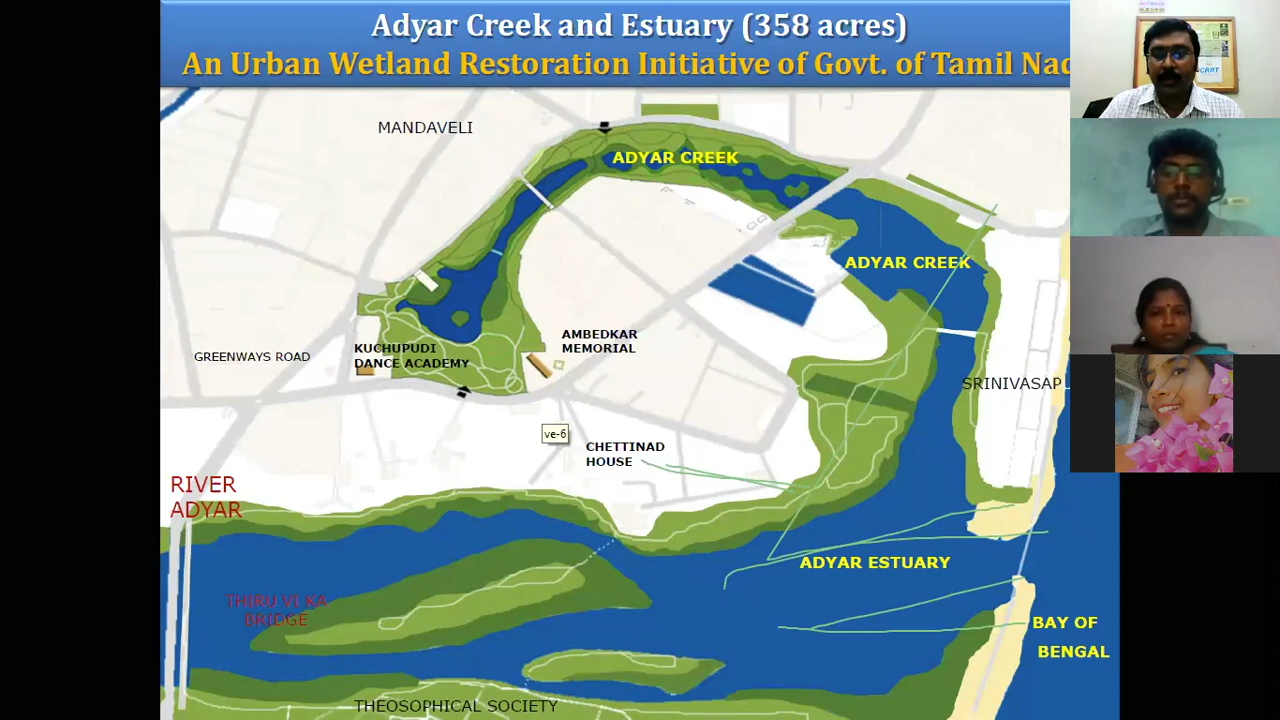 Adyar Creek and Estuary (358 acres)
An Urban Wetland Restoration Initiative of Govt. of Tamil Nad
CRRT
MANDAVELI
ADYAR CREEK
ADYAR CREEK
AMBEDKAR
MEMORIAL
KUCHUPUDI
DANCE ACADEMY
GREENWAYS ROAD
SRINIVASAP
ve-6
CHETTINAD
HOUSE
RIVER
ADYAR
ADYAR ESTUARY
THIRU VI KA
BRIDGE
BAY OF
BENGAL
THEOSOPHICAL SOCIETY